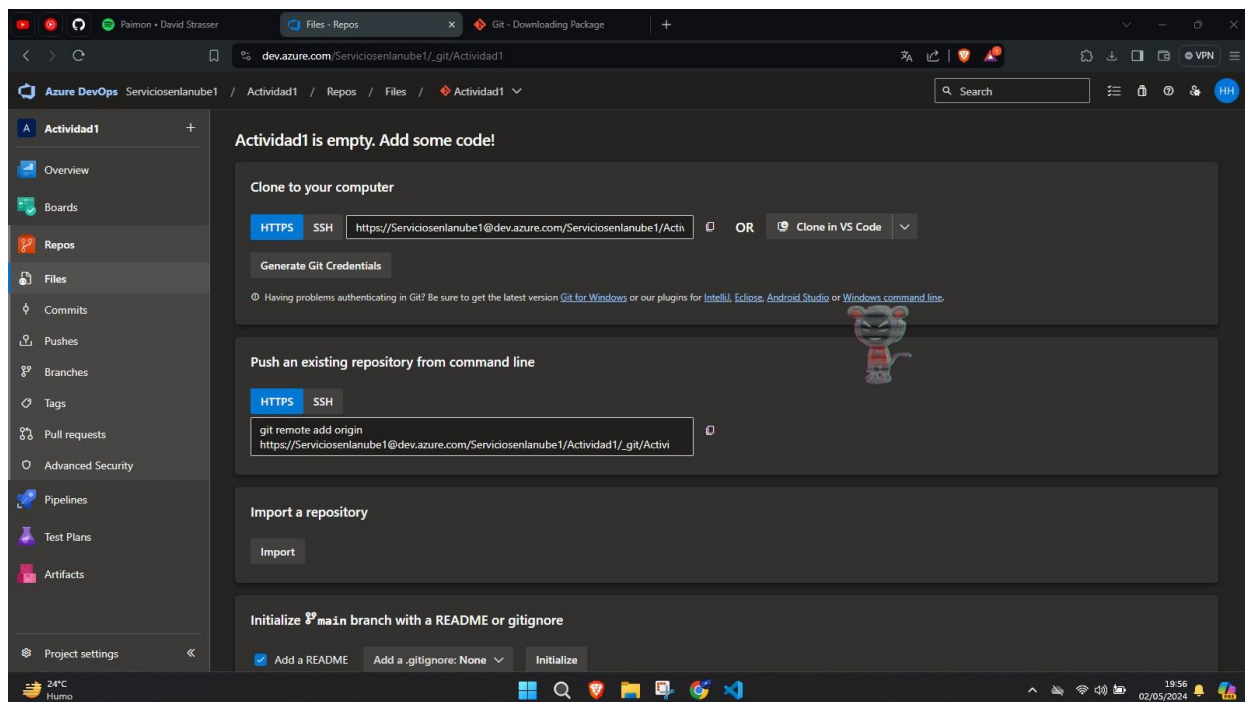 Paimon • David Strasser
Files - Repos
Git - Downloading Package
dev.azure.com/Serviciosenlanube1/_git/Actividad1
VPN
Azure DevOps Serviciosenlanube1 / Actividad1 / Repos / Files / Actividad1
Search
HH
A Actividad1
Overview
Boards
Repos
Files
Commits
Pushes
Branches
Tags
Pull requests
Advanced Security
Pipelines
Test Plans
Artifacts
Project settings
Actividad1 is empty. Add some code!
Clone to your computer
HTTPS SSH https://Serviciosenlanube1@dev.azure.com/Serviciosenlanube1/Activ OR Clone in VS Code
Generate Git Credentials
Having problems authenticating in Git? Be sure to get the latest version Git for Windows or our plugins for IntelliJ, Eclipse, Android Studio or Windows command line.
Push an existing repository from command line
HTTPS SSH
git remote add origin
https://Serviciosenlanube1@dev.azure.com/Serviciosenlanube1/Actividad1/_git/Activi
Import a repository
Import
Initialize main branch with a README or gitignore
Add a README Add a .gitignore: None Initialize
24°C
Humo
19:56
02/05/2024